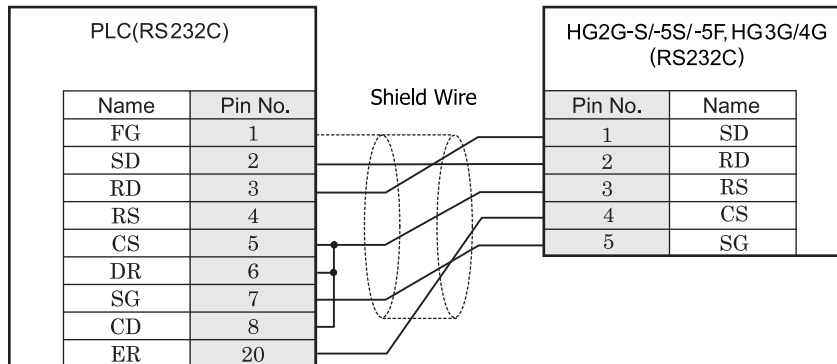 PLC(RS232C)
HG2G-S/-5S/-5F, HG3G/4G
(RS232C)
Shield Wire
Name Pin No.
FG 1
SD 2
RD 3
RS 4
CS 5
DR 6
SG 7
CD 8
ER 20
Pin No. Name
1 SD
2 RD
3 RS
4 CS
5 SG